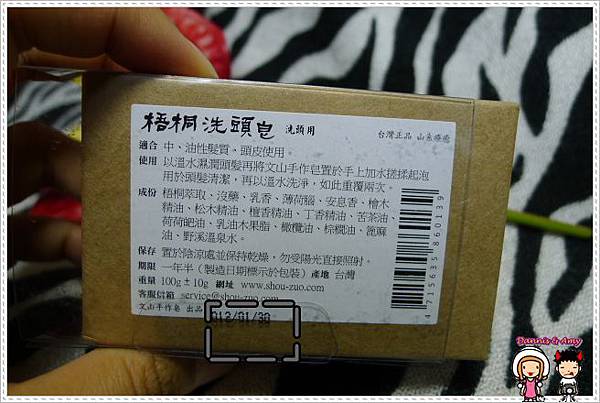 梧桐洗頭皂 洗頭用
台灣正品 山泉療癒
適合 中、油性髮質。頭皮使用。
使用 以溫水濕潤頭髮再將文山手作皂置於手上加水搓揉起泡
用於頭髮清潔，再以溫水洗淨，如此重覆兩次。
成份 梧桐萃取、沒藥、乳香、薄荷腦、安息香、檜木
精油、松木精油、檀香精油、丁香精油、苦茶油、
荷荷葩油、乳油木果脂、橄欖油、棕櫚油、篦麻
油、野溪溫泉水。
保存 置於陰涼處並保持乾燥，勿受陽光直接照射。
期限 一年半（製造日期標示於包裝） 產地 台灣
重量 100g ± 10g 網址 www.shou-zuo.com
客服信箱 service@shou-zuo.com
文山手作皂 出品
012/01/30
4 715635 860139
Dannis & Amy